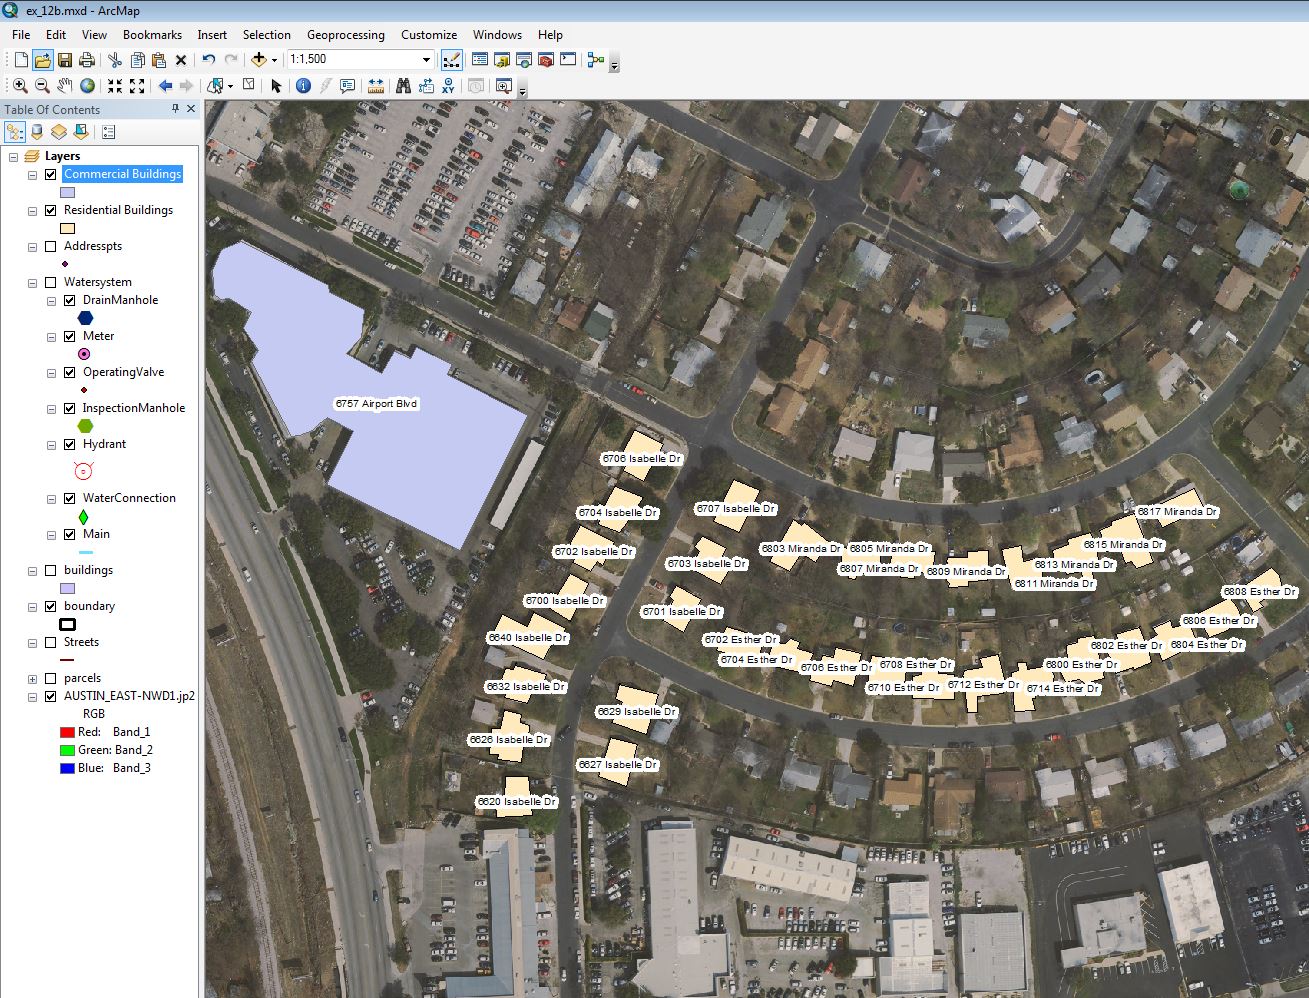 ex_12b.mxd - ArcMap
File Edit View Bookmarks Insert Selection Geoprocessing Customize Windows Help
1:1,500
Table Of Contents
Layers
Commercial Buildings
Residential Buildings
Addresspts
Watersystem
DrainManhole
Meter
OperatingValve
InspectionManhole
Hydrant
WaterConnection
Main
buildings
boundary
Streets
parcels
AUSTIN_EAST-NWD1.jp2
RGB
Red: Band_1
Green: Band_2
Blue: Band_3
6757 Airport Blvd
6706 Isabelle Dr
6704 Isabelle Dr
6702 Isabelle Dr
6700 Isabelle Dr
6640 Isabelle Dr
6632 Isabelle Dr
6626 Isabelle Dr
6620 Isabelle Dr
6707 Isabelle Dr
6703 Isabelle Dr
6701 Isabelle Dr
6629 Isabelle Dr
6627 Isabelle Dr
6803 Miranda Dr
6805 Miranda Dr
6807 Miranda Dr
6809 Miranda Dr
6811 Miranda Dr
6813 Miranda Dr
6815 Miranda Dr
6817 Miranda Dr
6702 Esther Dr
6704 Esther Dr
6706 Esther Dr
6708 Esther Dr
6710 Esther Dr
6712 Esther Dr
6714 Esther Dr
6800 Esther Dr
6802 Esther Dr
6804 Esther Dr
6806 Esther Dr
6808 Esther Dr